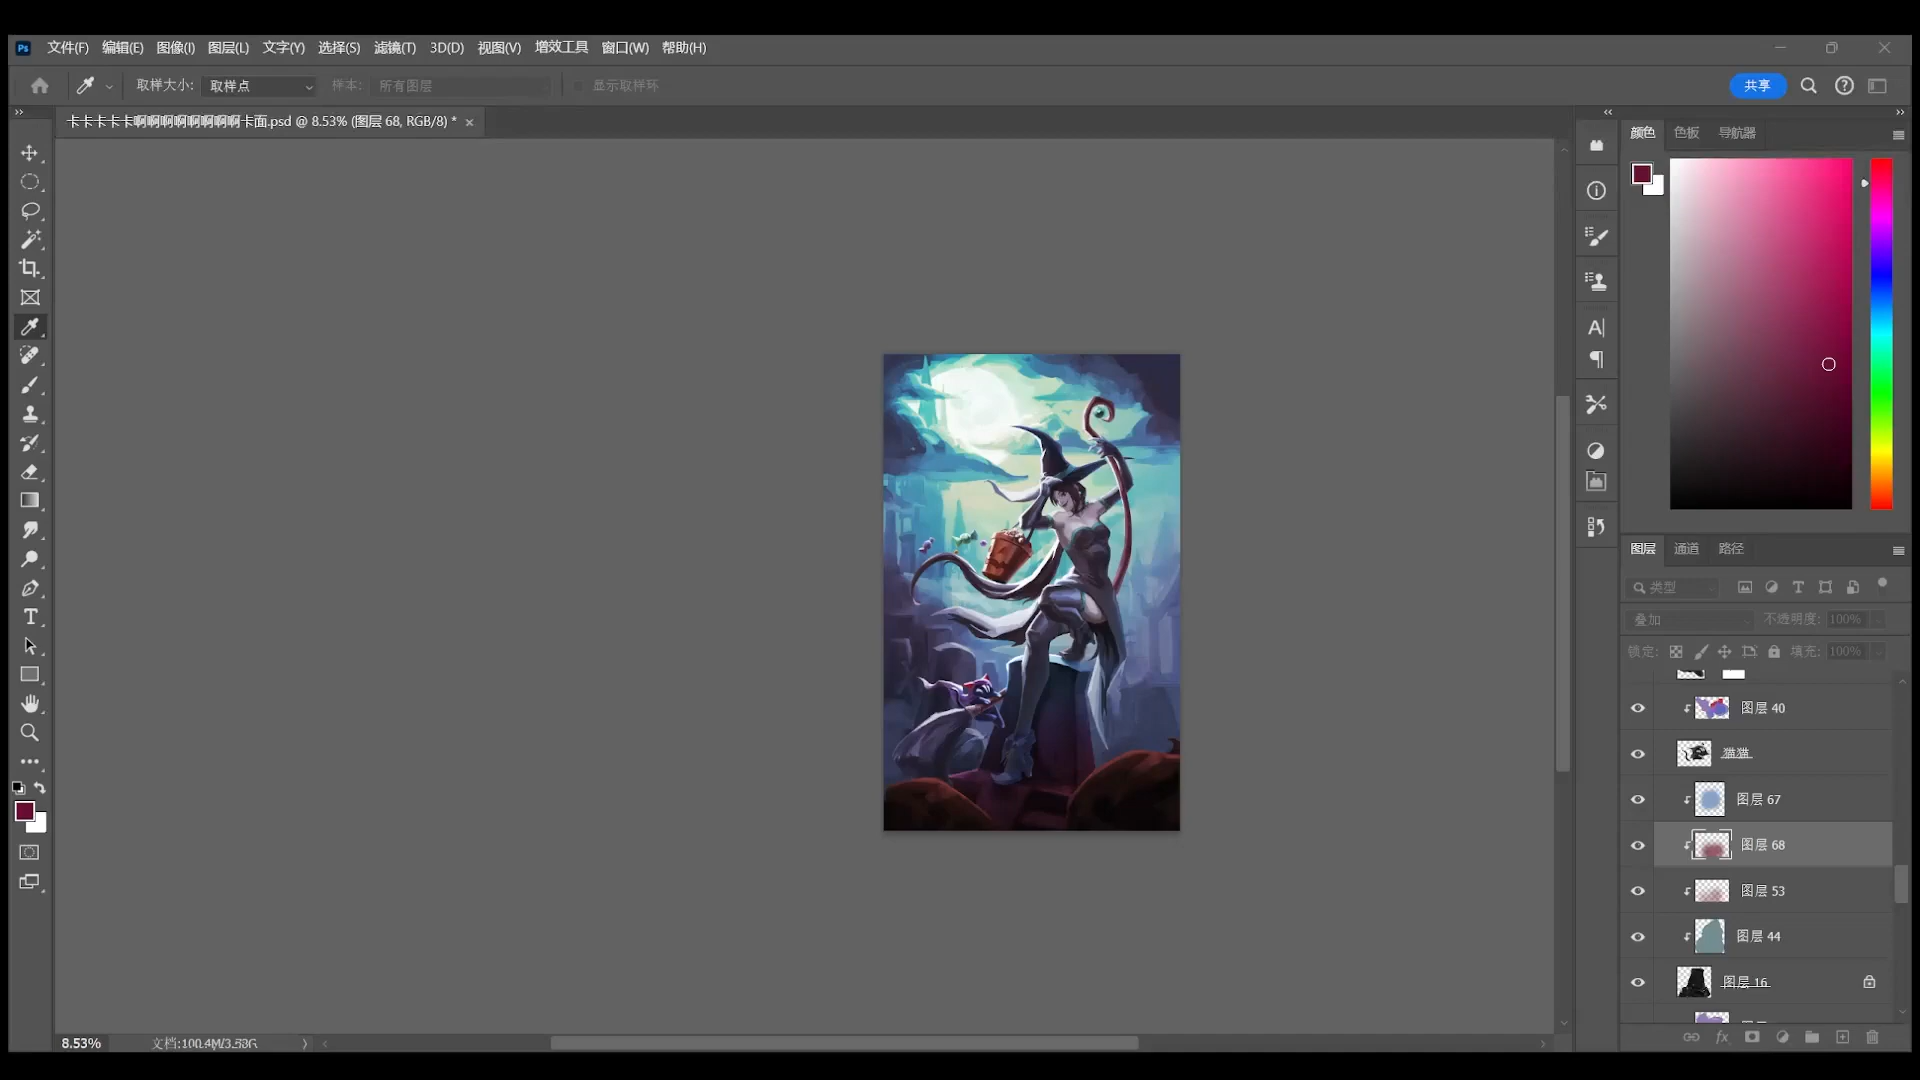 Ps 文件(F) 编辑(E) 图像(I) 图层(L) 文字(Y) 选择(S) 滤镜(T) 3D(D) 视图(V) 增效工具 窗口(W) 帮助(H)
取样大小: 取样点 样本: 所有图层 显示取样环 共享
卡卡卡卡卡啊啊啊啊啊啊啊啊卡面.psd @ 8.53% (图层 68, RGB/8) *
颜色 色板 导航器
图层 通道 路径
类型
叠加 不透明度: 100%
锁定: 填充: 100%
图层 40
猫猫
图层 67
图层 68
图层 53
图层 44
图层 16
8.53% 文档:100.4M/3.53G